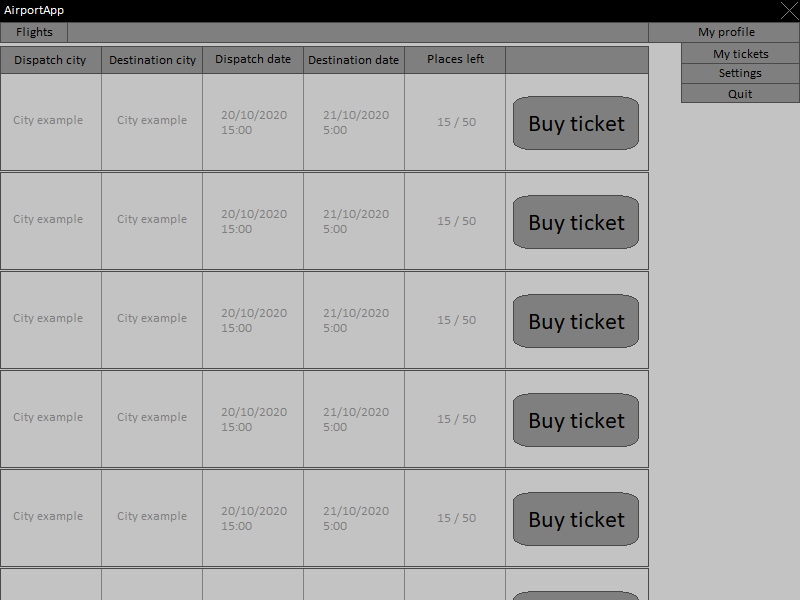 AirportApp
Flights
My profile
My tickets
Settings
Quit
Dispatch city
Destination city
Dispatch date
Destination date
Places left
City example
City example
20/10/2020
15:00
21/10/2020
5:00
15 / 50
Buy ticket
City example
City example
20/10/2020
15:00
21/10/2020
5:00
15 / 50
Buy ticket
City example
City example
20/10/2020
15:00
21/10/2020
5:00
15 / 50
Buy ticket
City example
City example
20/10/2020
15:00
21/10/2020
5:00
15 / 50
Buy ticket
City example
City example
20/10/2020
15:00
21/10/2020
5:00
15 / 50
Buy ticket